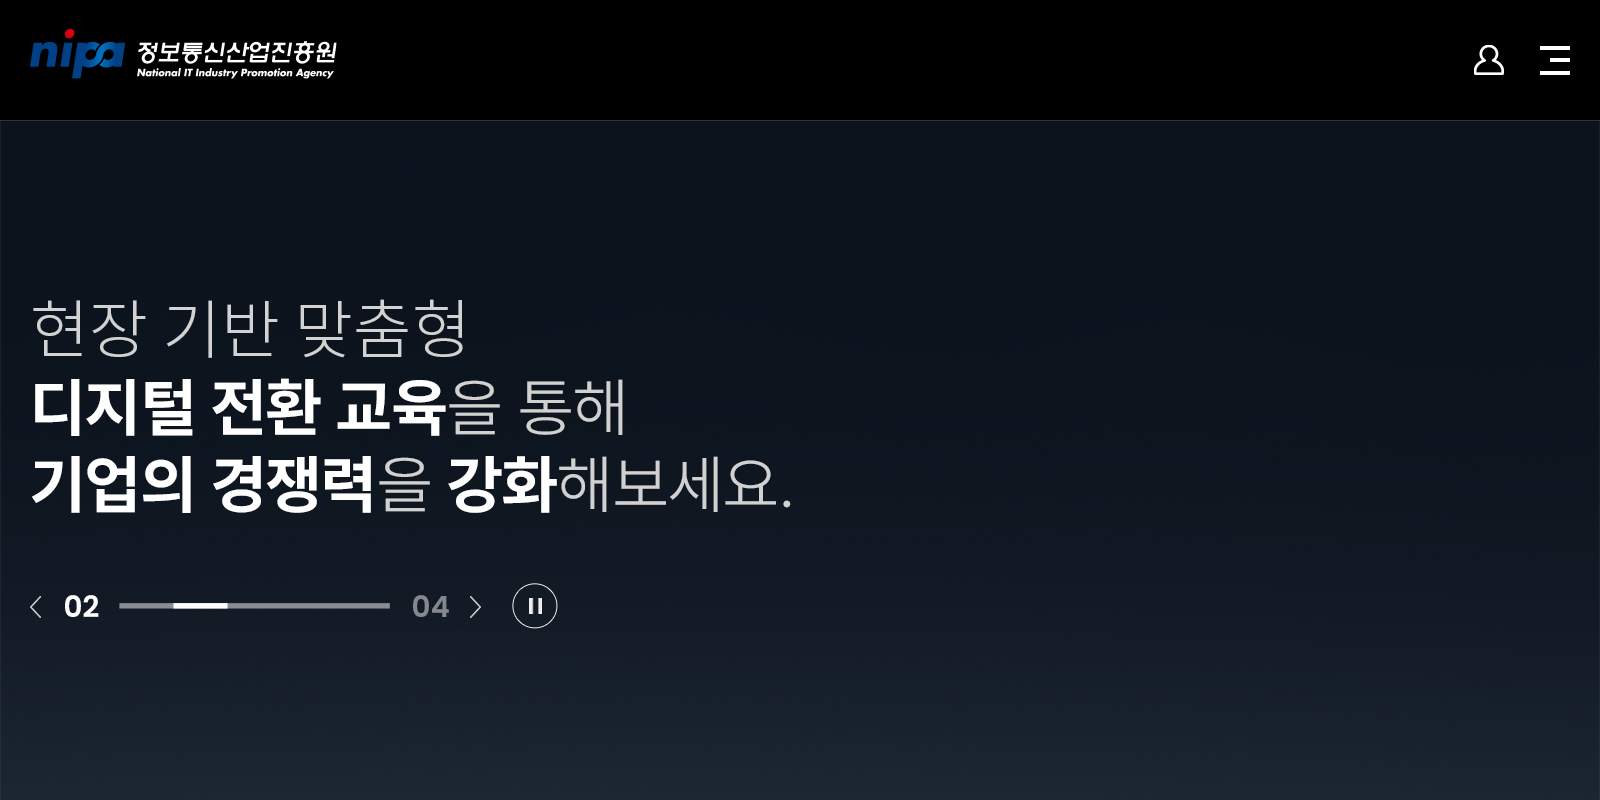 nipa 정보통신산업진흥원
National IT Industry Promotion Agency
현장 기반 맞춤형
디지털 전환 교육을 통해
기업의 경쟁력을 강화해보세요.
02 04